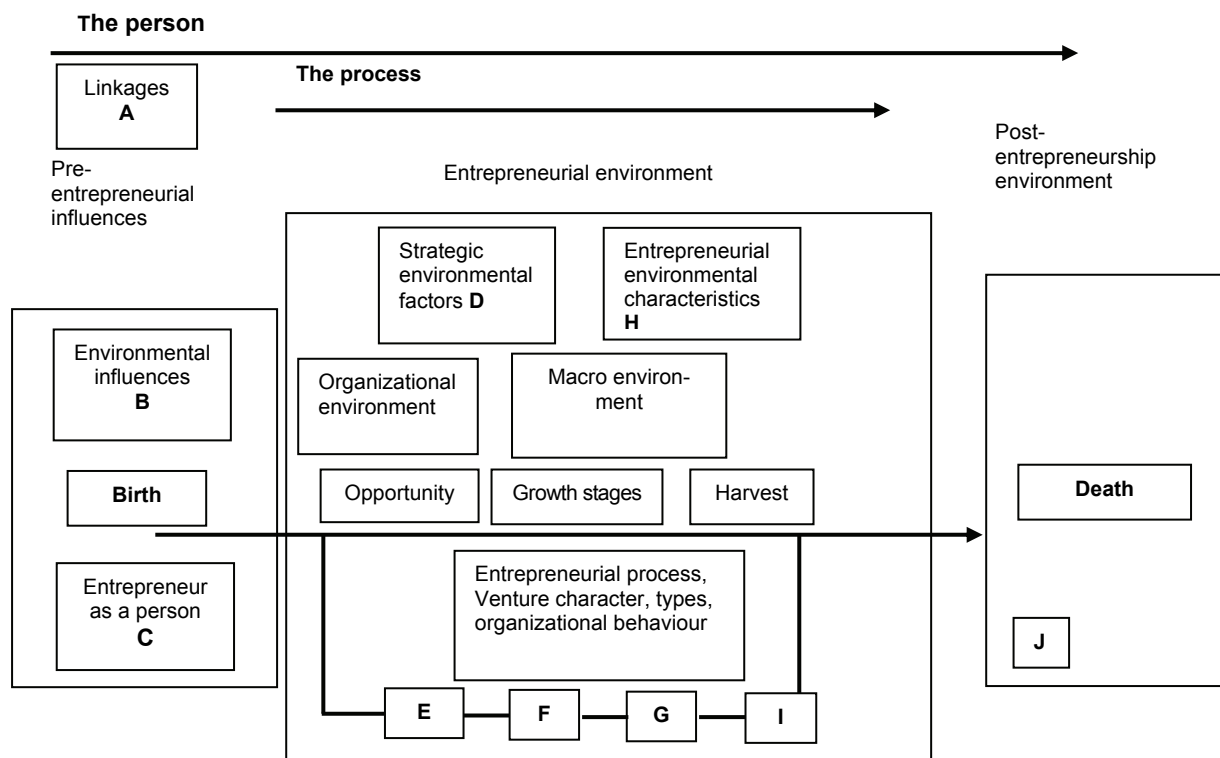 The person
The process
Linkages
A
Pre-
entrepreneurial
influences
Entrepreneurial environment
Post-
entrepreneurship
environment
Strategic
environmental
factors D
Entrepreneurial
environmental
characteristics
H
Environmental
influences
B
Organizational
environment
Macro environ-
ment
Birth
Opportunity
Growth stages
Harvest
Death
Entrepreneur
as a person
C
Entrepreneurial process,
Venture character, types,
organizational behaviour
J
E
F
G
I